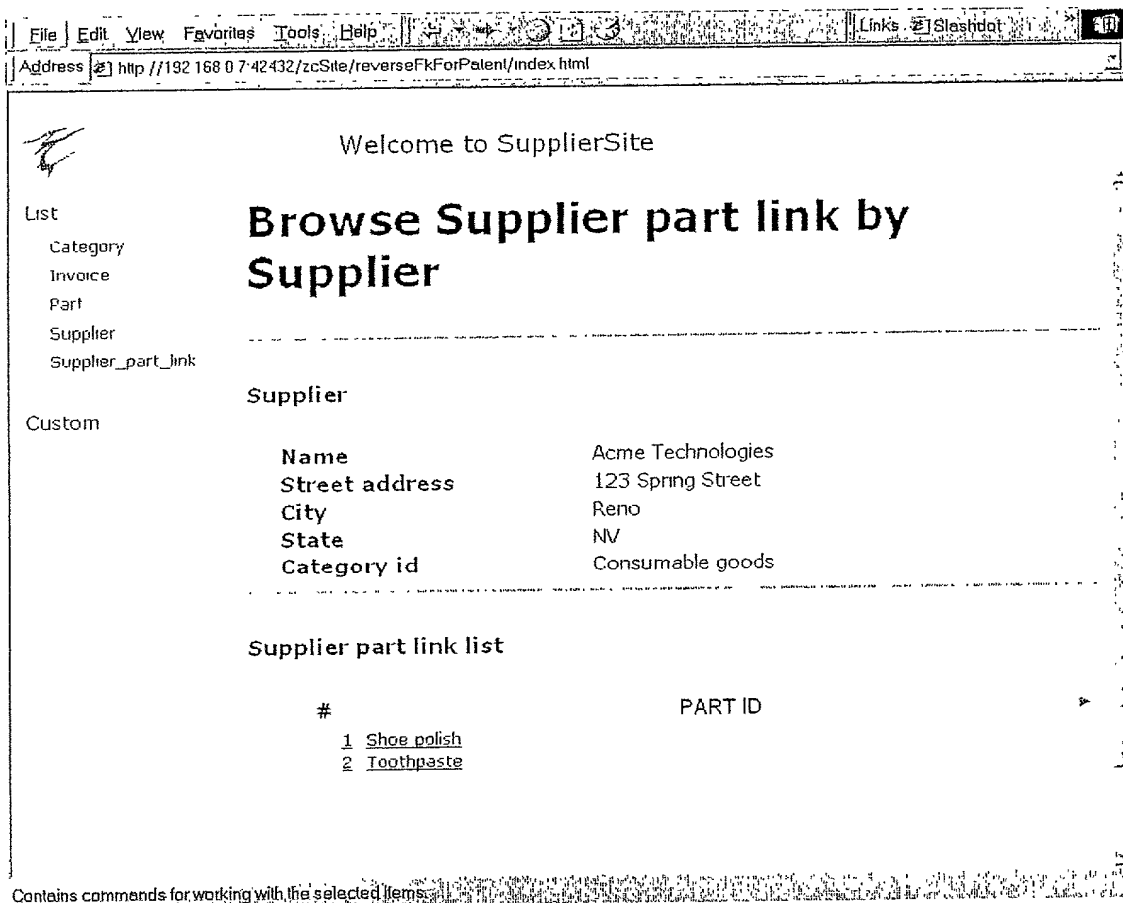 File Edit View Favorites Tools Help Links Slashdot
Address http //192 168 0 7:42432/zcSite/reverseFkForPatent/index html
Welcome to SupplierSite
List
Category
Invoice
Part
Supplier
Supplier_part_link
Custom
Browse Supplier part link by
Supplier
Supplier
Name Acme Technologies
Street address 123 Spring Street
City Reno
State NV
Category id Consumable goods
Supplier part link list
# PART ID
1 Shoe polish
2 Toothpaste
Contains commands for working with the selected items.